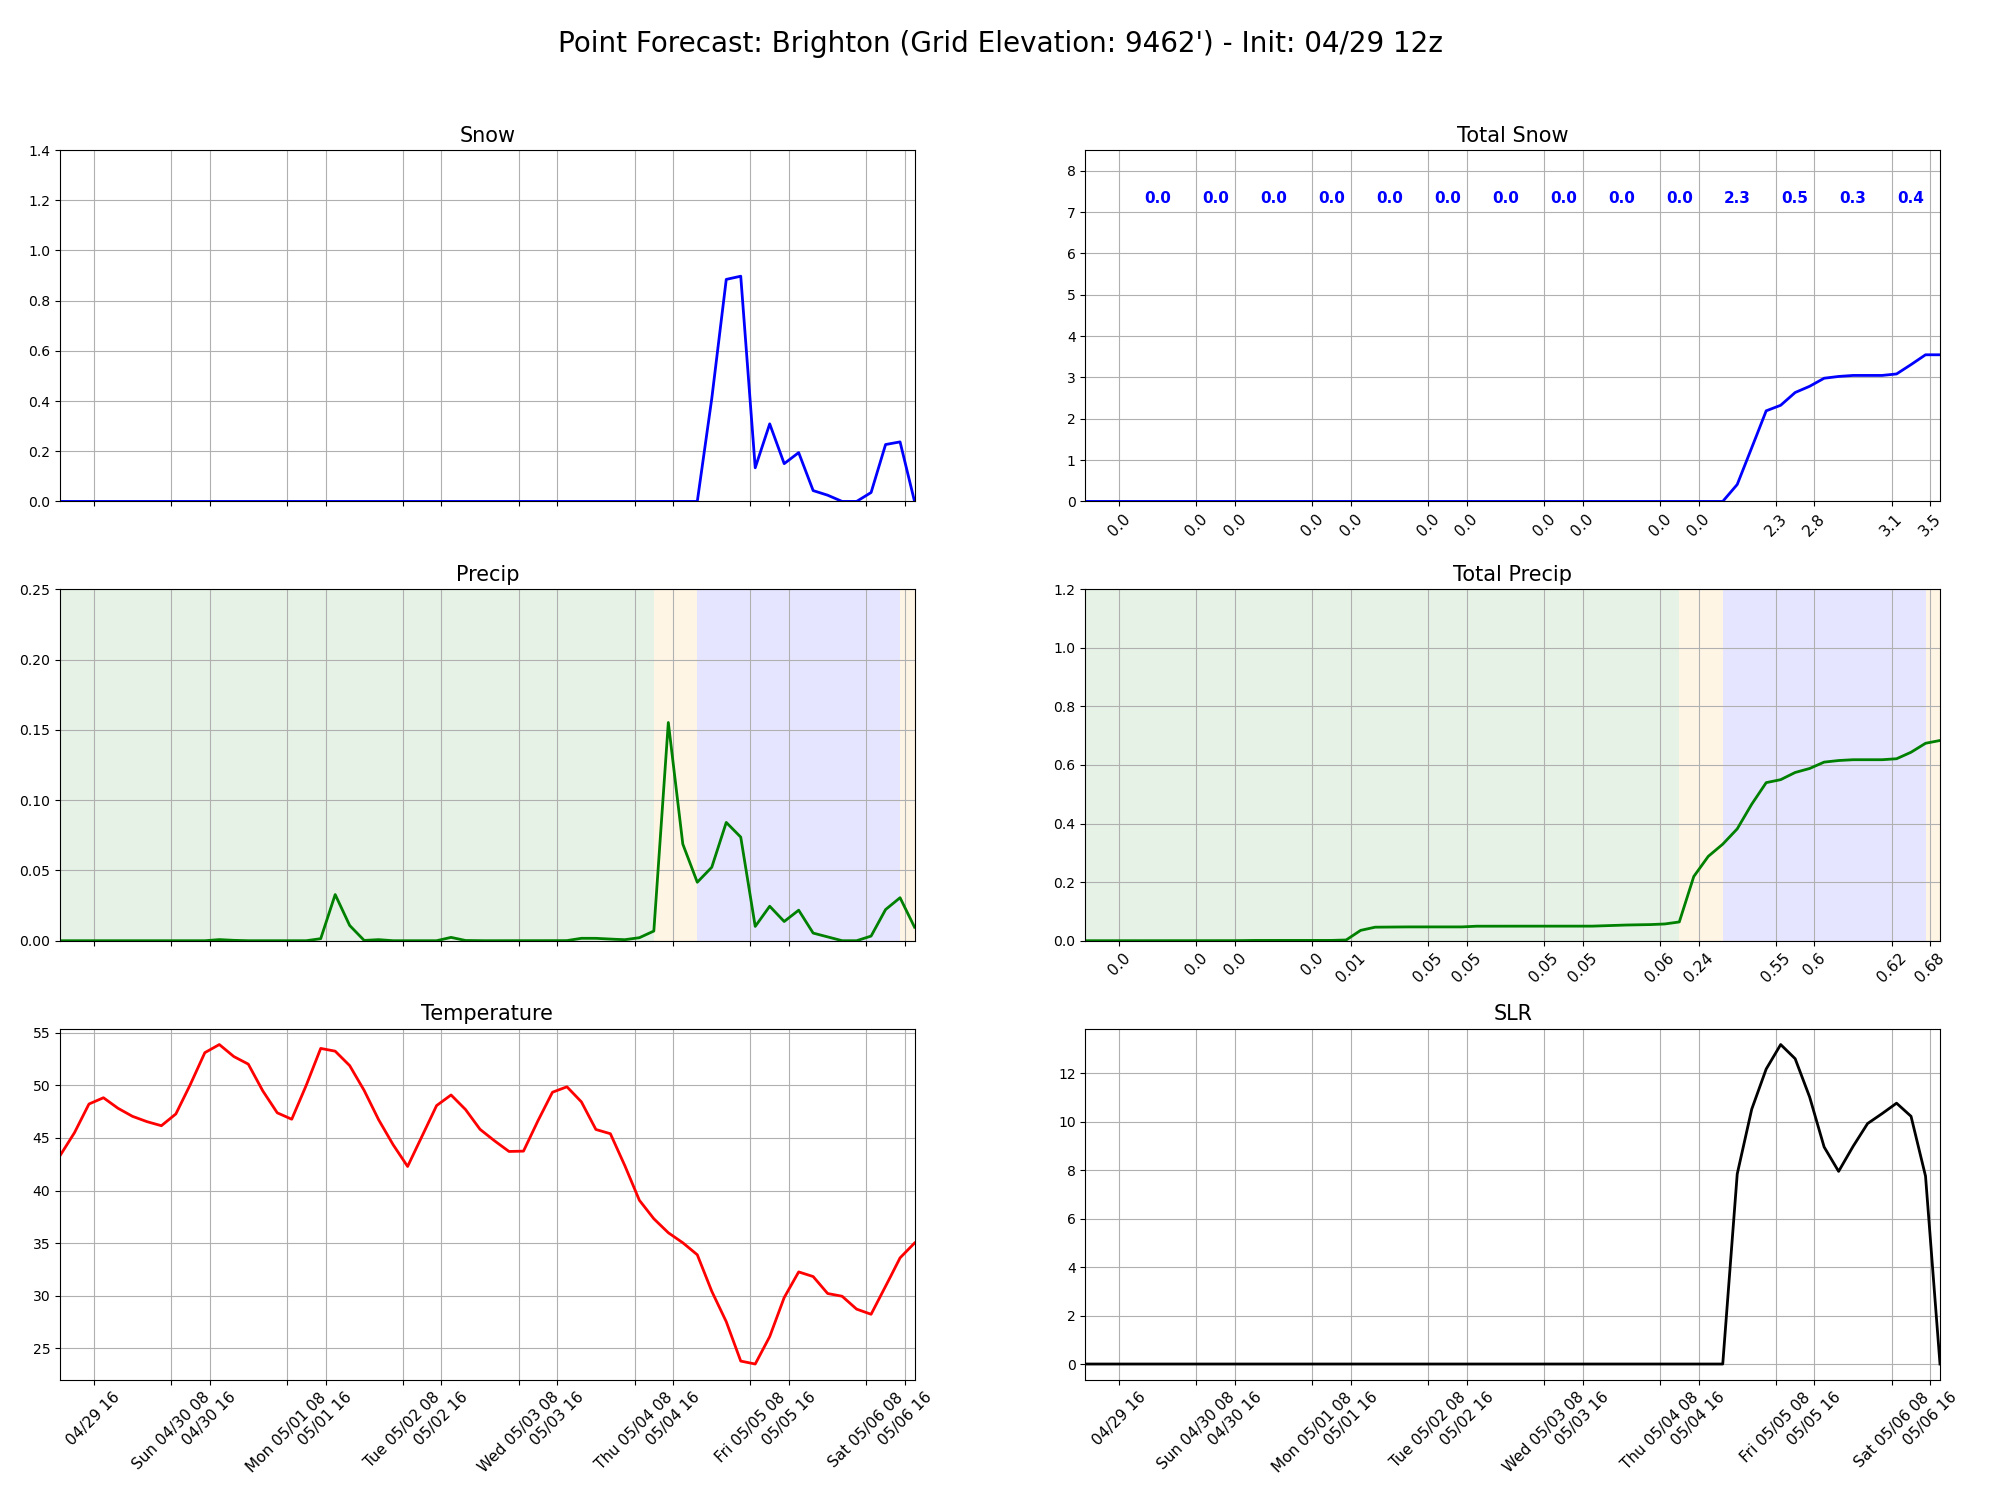 Point Forecast: Brighton (Grid Elevation: 9462') - Init: 04/29 12z
Snow
1.4
1.2
1.0
0.8
0.6
0.4
0.2
0.0
Total Snow
8
7
6
5
4
3
2
1
0
0.0 0.0 0.0 0.0 0.0 0.0 0.0 0.0 0.0 0.0 2.3 0.5 0.3 0.4
0.0 0.0 0.0 0.0 0.0 0.0 0.0 0.0 0.0 0.0 0.0 2.3 2.8 3.1 3.5
Precip
0.25
0.20
0.15
0.10
0.05
0.00
Total Precip
1.2
1.0
0.8
0.6
0.4
0.2
0.0
0.0 0.0 0.0 0.0 0.01 0.05 0.05 0.05 0.05 0.06 0.24 0.55 0.6 0.62 0.68
Temperature
55
50
45
40
35
30
25
04/29 16
Sun 04/30 08
04/30 16
Mon 05/01 08
05/01 16
Tue 05/02 08
05/02 16
Wed 05/03 08
05/03 16
Thu 05/04 08
05/04 16
Fri 05/05 08
05/05 16
Sat 05/06 08
05/06 16
SLR
12
10
8
6
4
2
0
04/29 16
Sun 04/30 08
04/30 16
Mon 05/01 08
05/01 16
Tue 05/02 08
05/02 16
Wed 05/03 08
05/03 16
Thu 05/04 08
05/04 16
Fri 05/05 08
05/05 16
Sat 05/06 08
05/06 16